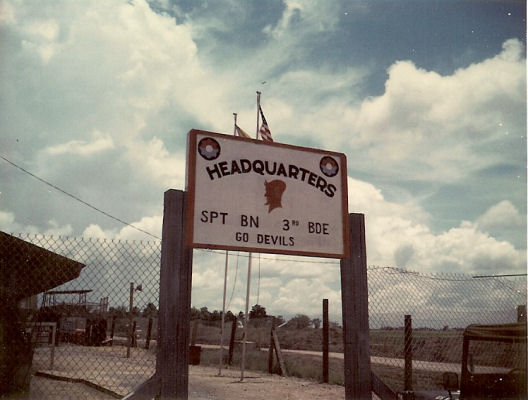 HEADQUARTERS
SPT BN 3RD BDE
GO DEVILS